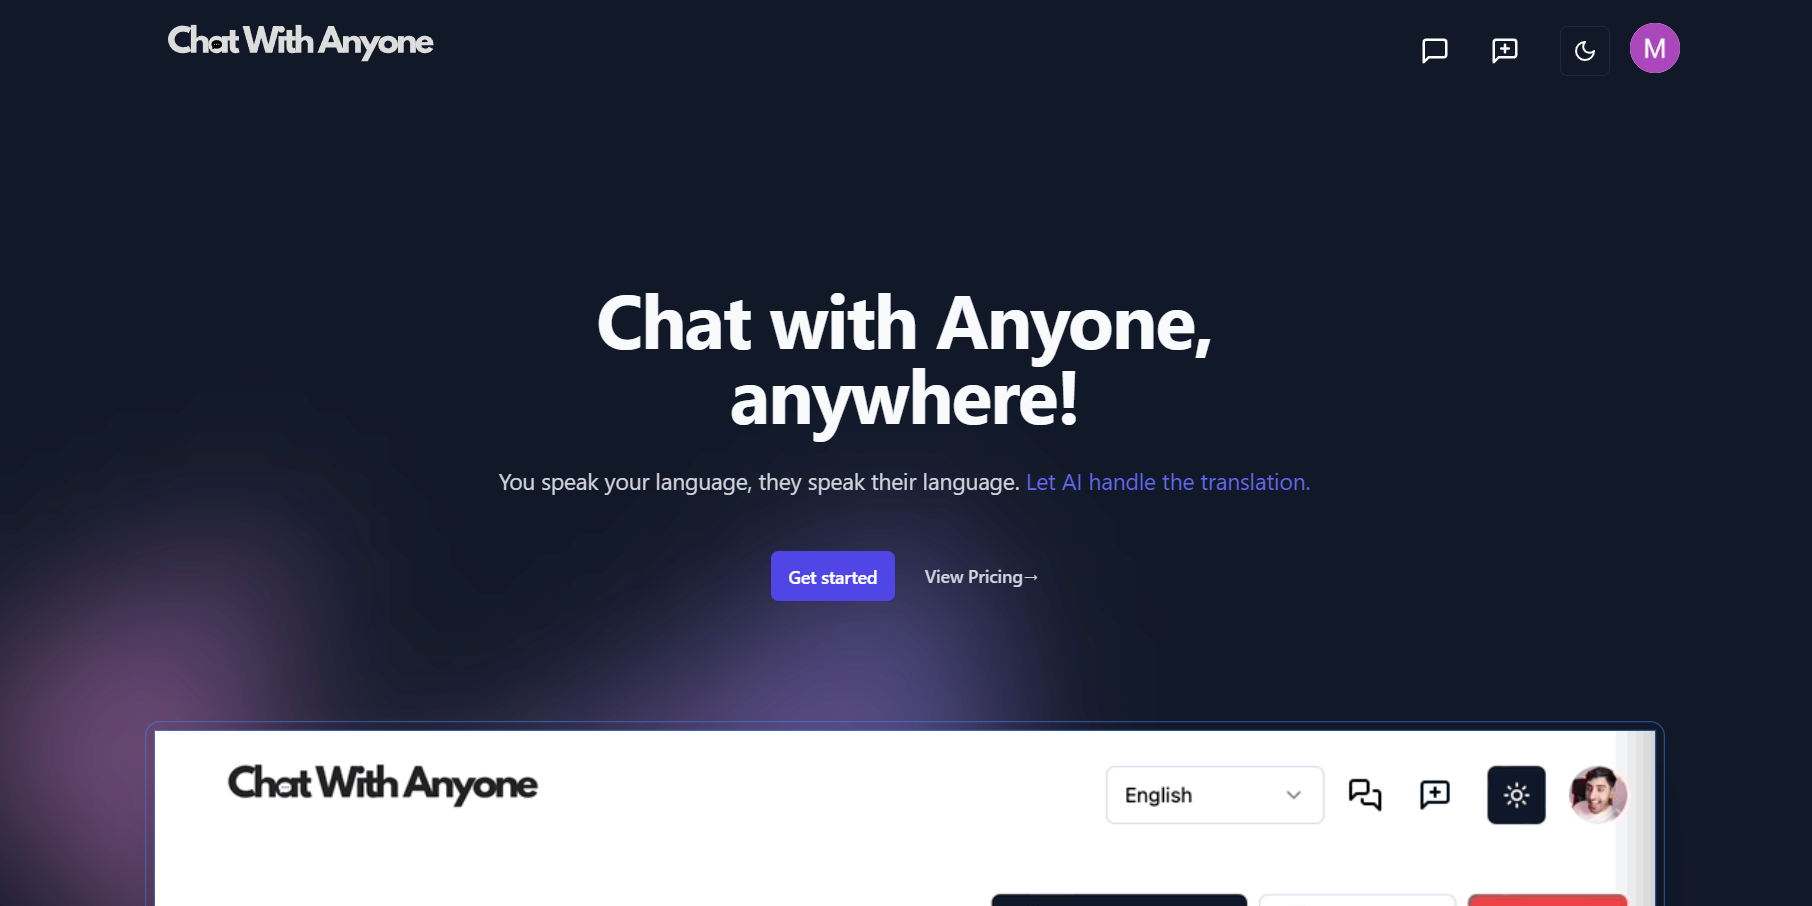 Chat With Anyone
M
Chat with Anyone,
anywhere!
You speak your language, they speak their language. Let AI handle the translation.
Get started
View Pricing→
Chat With Anyone
English